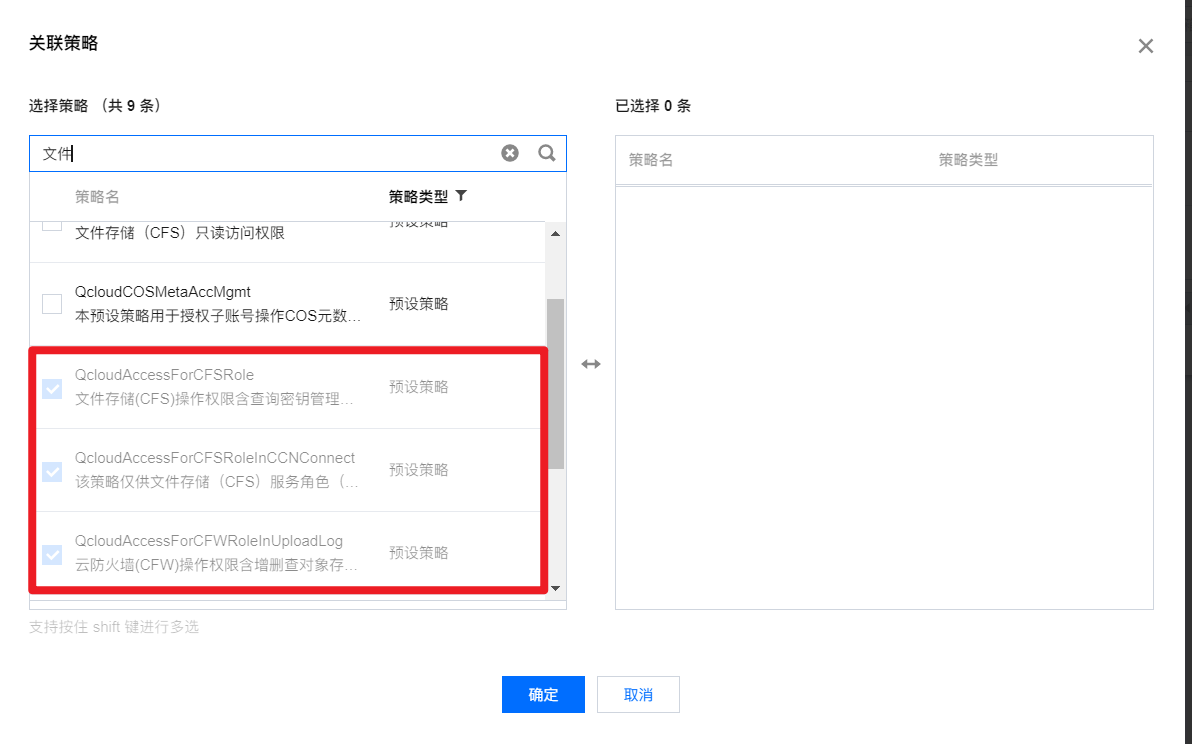 关联策略
选择策略 （共 9 条）
已选择 0 条
文件
策略名
策略类型
策略名
策略类型
预设策略
文件存储（CFS）只读访问权限
QcloudCOSMetaAccMgmt
预设策略
本预设策略用于授权子账号操作COS元数...
QcloudAccessForCFSRole
预设策略
文件存储(CFS)操作权限含查询密钥管理...
QcloudAccessForCFSRoleInCCNConnect
预设策略
该策略仅供文件存储（CFS）服务角色（...
QcloudAccessForCFWRoleInUploadLog
预设策略
云防火墙(CFW)操作权限含增删查对象存...
支持按住 shift 键进行多选
确定
取消